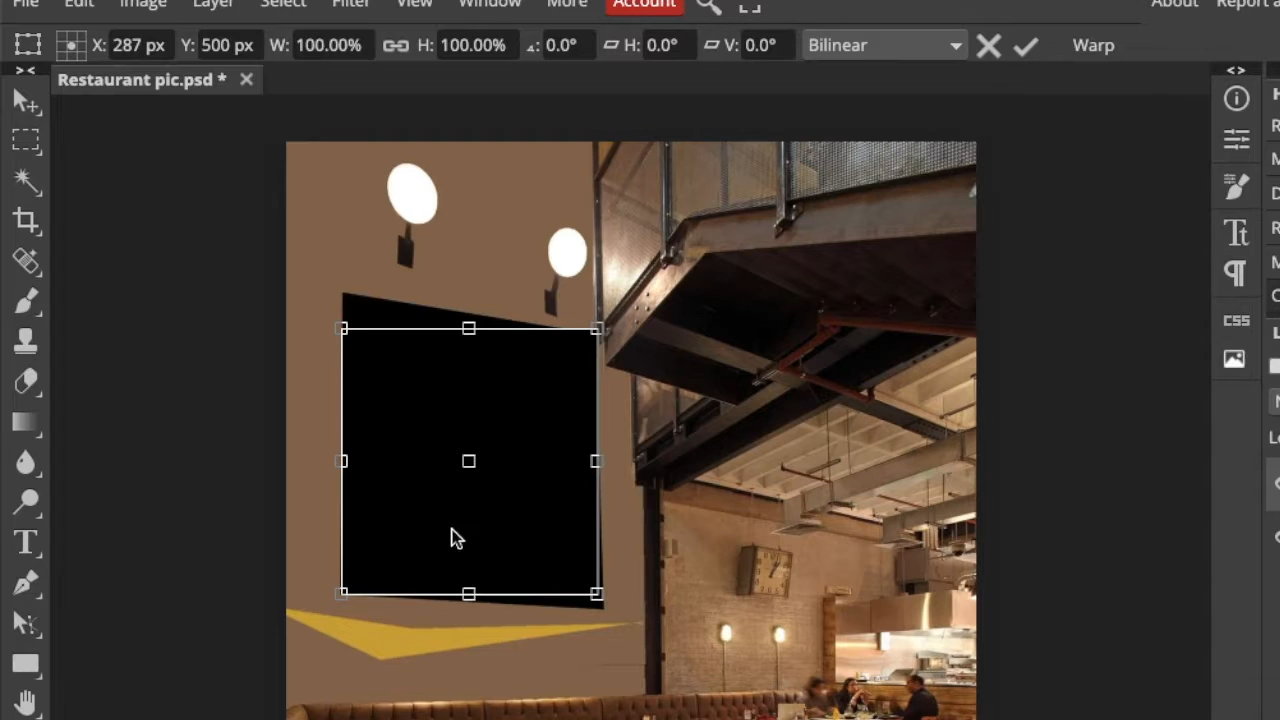 File Edit Image Layer Select Filter View Window More Account About Report a
X: 287 px Y: 500 px W: 100.00% H: 100.00% ⊿: 0.0° H: 0.0° V: 0.0° Bilinear Warp
Restaurant pic.psd *
CSS